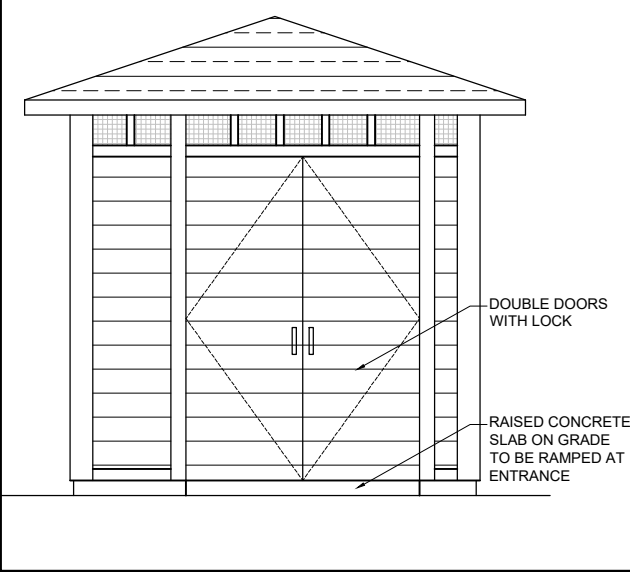 DOUBLE DOORS
WITH LOCK
RAISED CONCRETE
SLAB ON GRADE
TO BE RAMPED AT
ENTRANCE